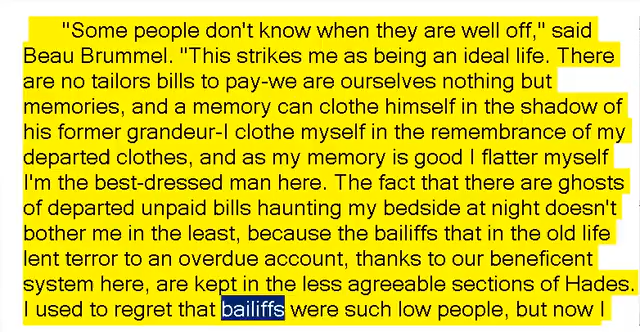 "Some people don't know when they are well off," said
Beau Brummel. "This strikes me as being an ideal life. There
are no tailors bills to pay-we are ourselves nothing but
memories, and a memory can clothe himself in the shadow of
his former grandeur-I clothe myself in the remembrance of my
departed clothes, and as my memory is good I flatter myself
I'm the best-dressed man here. The fact that there are ghosts
of departed unpaid bills haunting my bedside at night doesn't
bother me in the least, because the bailiffs that in the old life
lent terror to an overdue account, thanks to our beneficent
system here, are kept in the less agreeable sections of Hades.
I used to regret that bailiffs were such low people, but now I